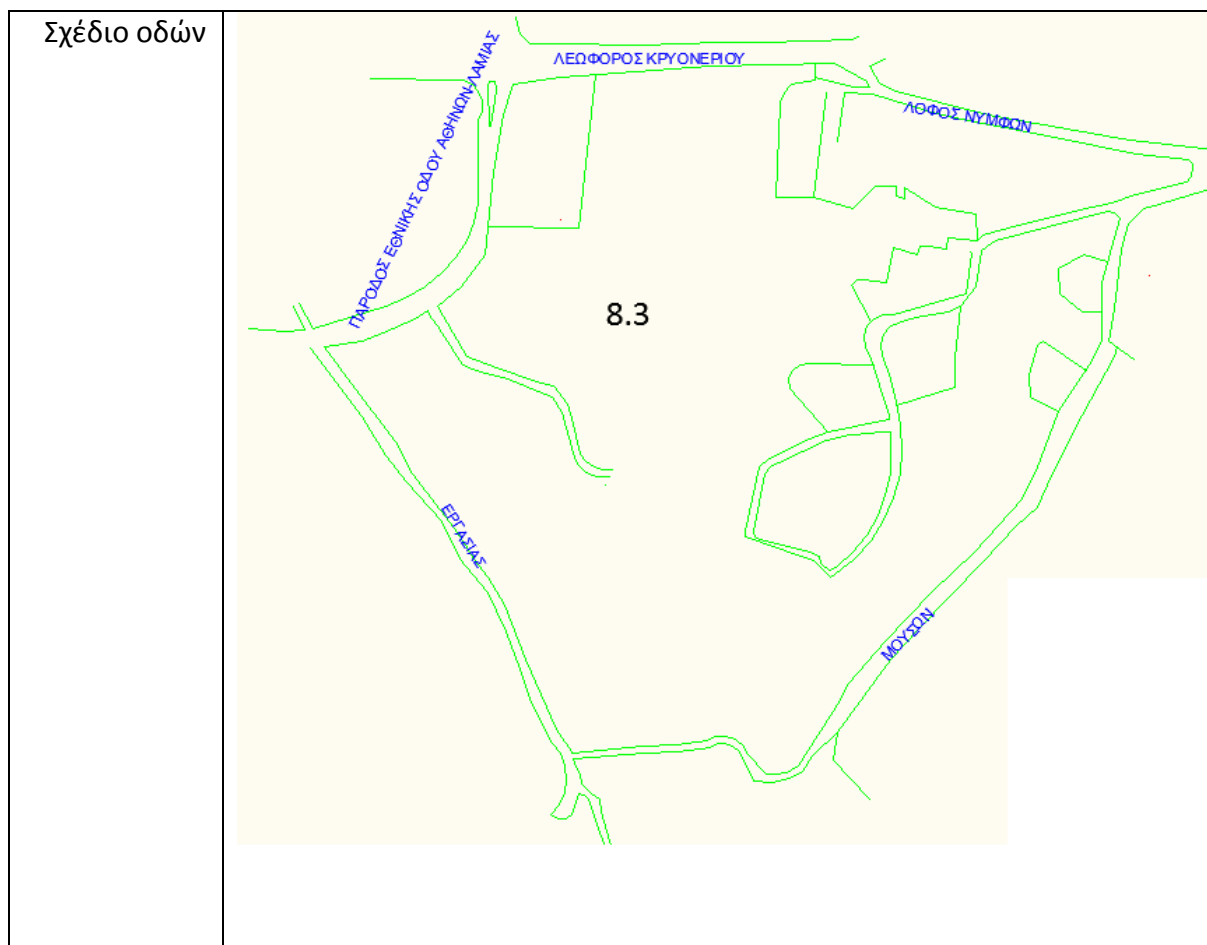 Σχέδιο οδών
ΠΑΡΟΔΟΣ ΕΘΝΙΚΗΣ ΟΔΟΥ ΑΘΗΝΩΝ-ΛΑΜΙΑΣ
ΛΕΩΦΟΡΟΣ ΚΡΥΟΝΕΡΙΟΥ
ΛΟΦΟΣ ΝΥΜΦΩΝ
8.3
ΕΡΓΑΣΙΑΣ
ΜΟΥΣΩΝ